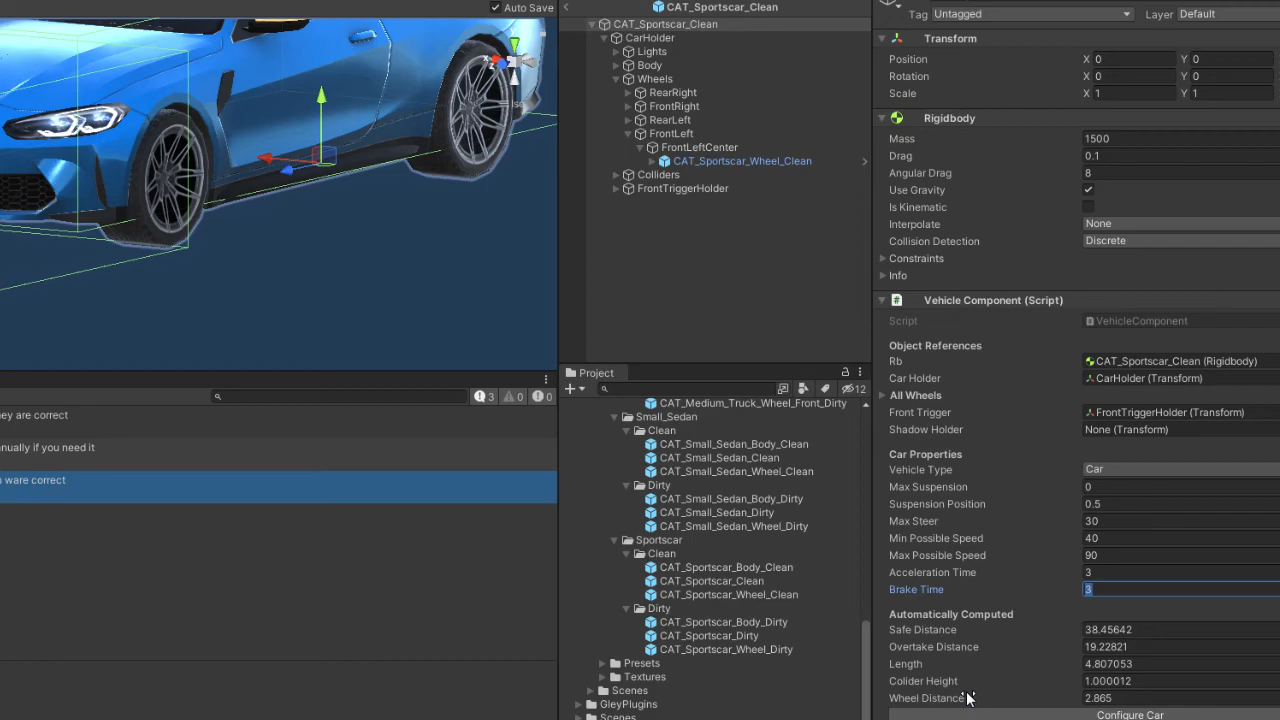 Auto Save
CAT_Sportscar_Clean
CAT_Sportscar_Clean
CarHolder
Lights
Body
Wheels
RearRight
FrontRight
RearLeft
FrontLeft
FrontLeftCenter
CAT_Sportscar_Wheel_Clean
Colliders
FrontTriggerHolder
Tag Untagged Layer Default
Transform
Position X 0 Y 0
Rotation X 0 Y 0
Scale X 1 Y 1
Rigidbody
Mass 1500
Drag 0.1
Angular Drag 8
Use Gravity
Is Kinematic
Interpolate None
Collision Detection Discrete
Constraints
Info
Vehicle Component (Script)
Script VehicleComponent
Object References
Rb CAT_Sportscar_Clean (Rigidbody)
Car Holder CarHolder (Transform)
All Wheels
Front Trigger FrontTriggerHolder (Transform)
Shadow Holder None (Transform)
Car Properties
Vehicle Type Car
Max Suspension 0
Suspension Position 0.5
Max Steer 30
Min Possible Speed 40
Max Possible Speed 90
Acceleration Time 3
Brake Time 3
Automatically Computed
Safe Distance 38.45642
Overtake Distance 19.22821
Length 4.807053
Collider Height 1.000012
Wheel Distance 2.865
Configure Car
3 0 0
ey are correct
nually if you need it
ware correct
Project
12
CAT_Medium_Truck_Wheel_Front_Dirty
Small_Sedan
Clean
CAT_Small_Sedan_Body_Clean
CAT_Small_Sedan_Clean
CAT_Small_Sedan_Wheel_Clean
Dirty
CAT_Small_Sedan_Body_Dirty
CAT_Small_Sedan_Dirty
CAT_Small_Sedan_Wheel_Dirty
Sportscar
Clean
CAT_Sportscar_Body_Clean
CAT_Sportscar_Clean
CAT_Sportscar_Wheel_Clean
Dirty
CAT_Sportscar_Body_Dirty
CAT_Sportscar_Dirty
CAT_Sportscar_Wheel_Dirty
Presets
Textures
Scenes
GleyPlugins
Scenes